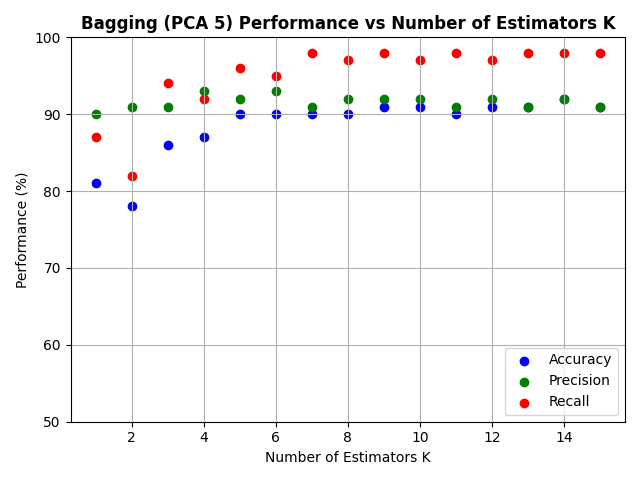 Bagging (PCA 5) Performance vs Number of Estimators K
100
90
80
70
60
50
Performance (%)
2 4 6 8 10 12 14
Number of Estimators K
Accuracy
Precision
Recall